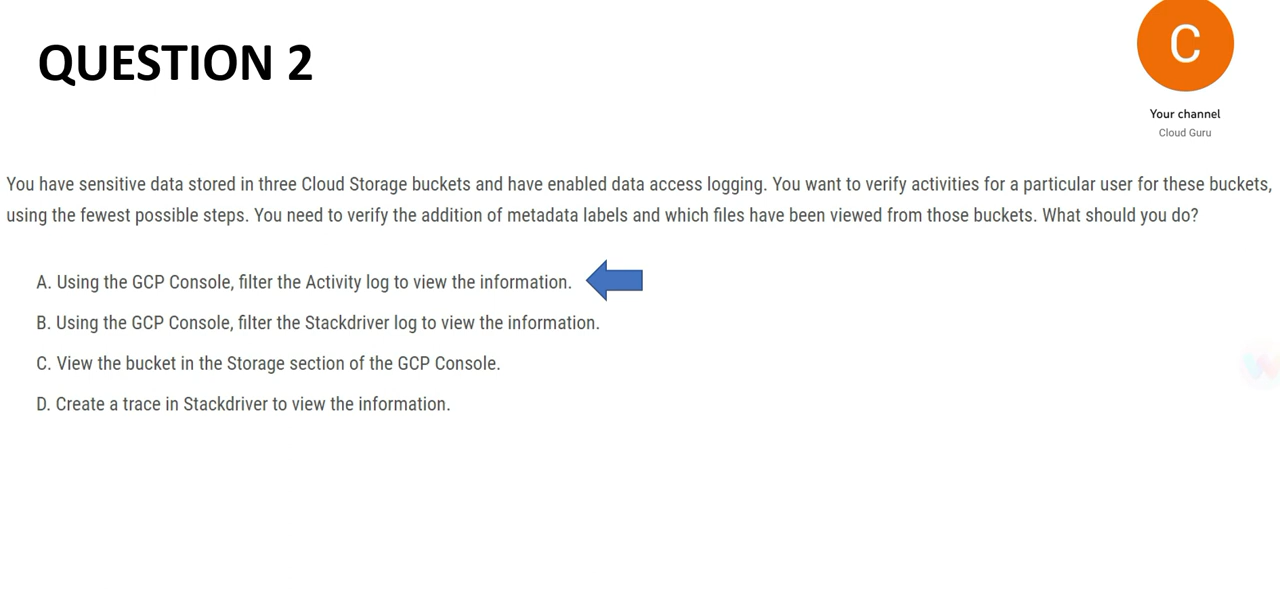 QUESTION 2
C
Your channel
Cloud Guru
You have sensitive data stored in three Cloud Storage buckets and have enabled data access logging. You want to verify activities for a particular user for these buckets,
using the fewest possible steps. You need to verify the addition of metadata labels and which files have been viewed from those buckets. What should you do?
A. Using the GCP Console, filter the Activity log to view the information.
B. Using the GCP Console, filter the Stackdriver log to view the information.
C. View the bucket in the Storage section of the GCP Console.
D. Create a trace in Stackdriver to view the information.